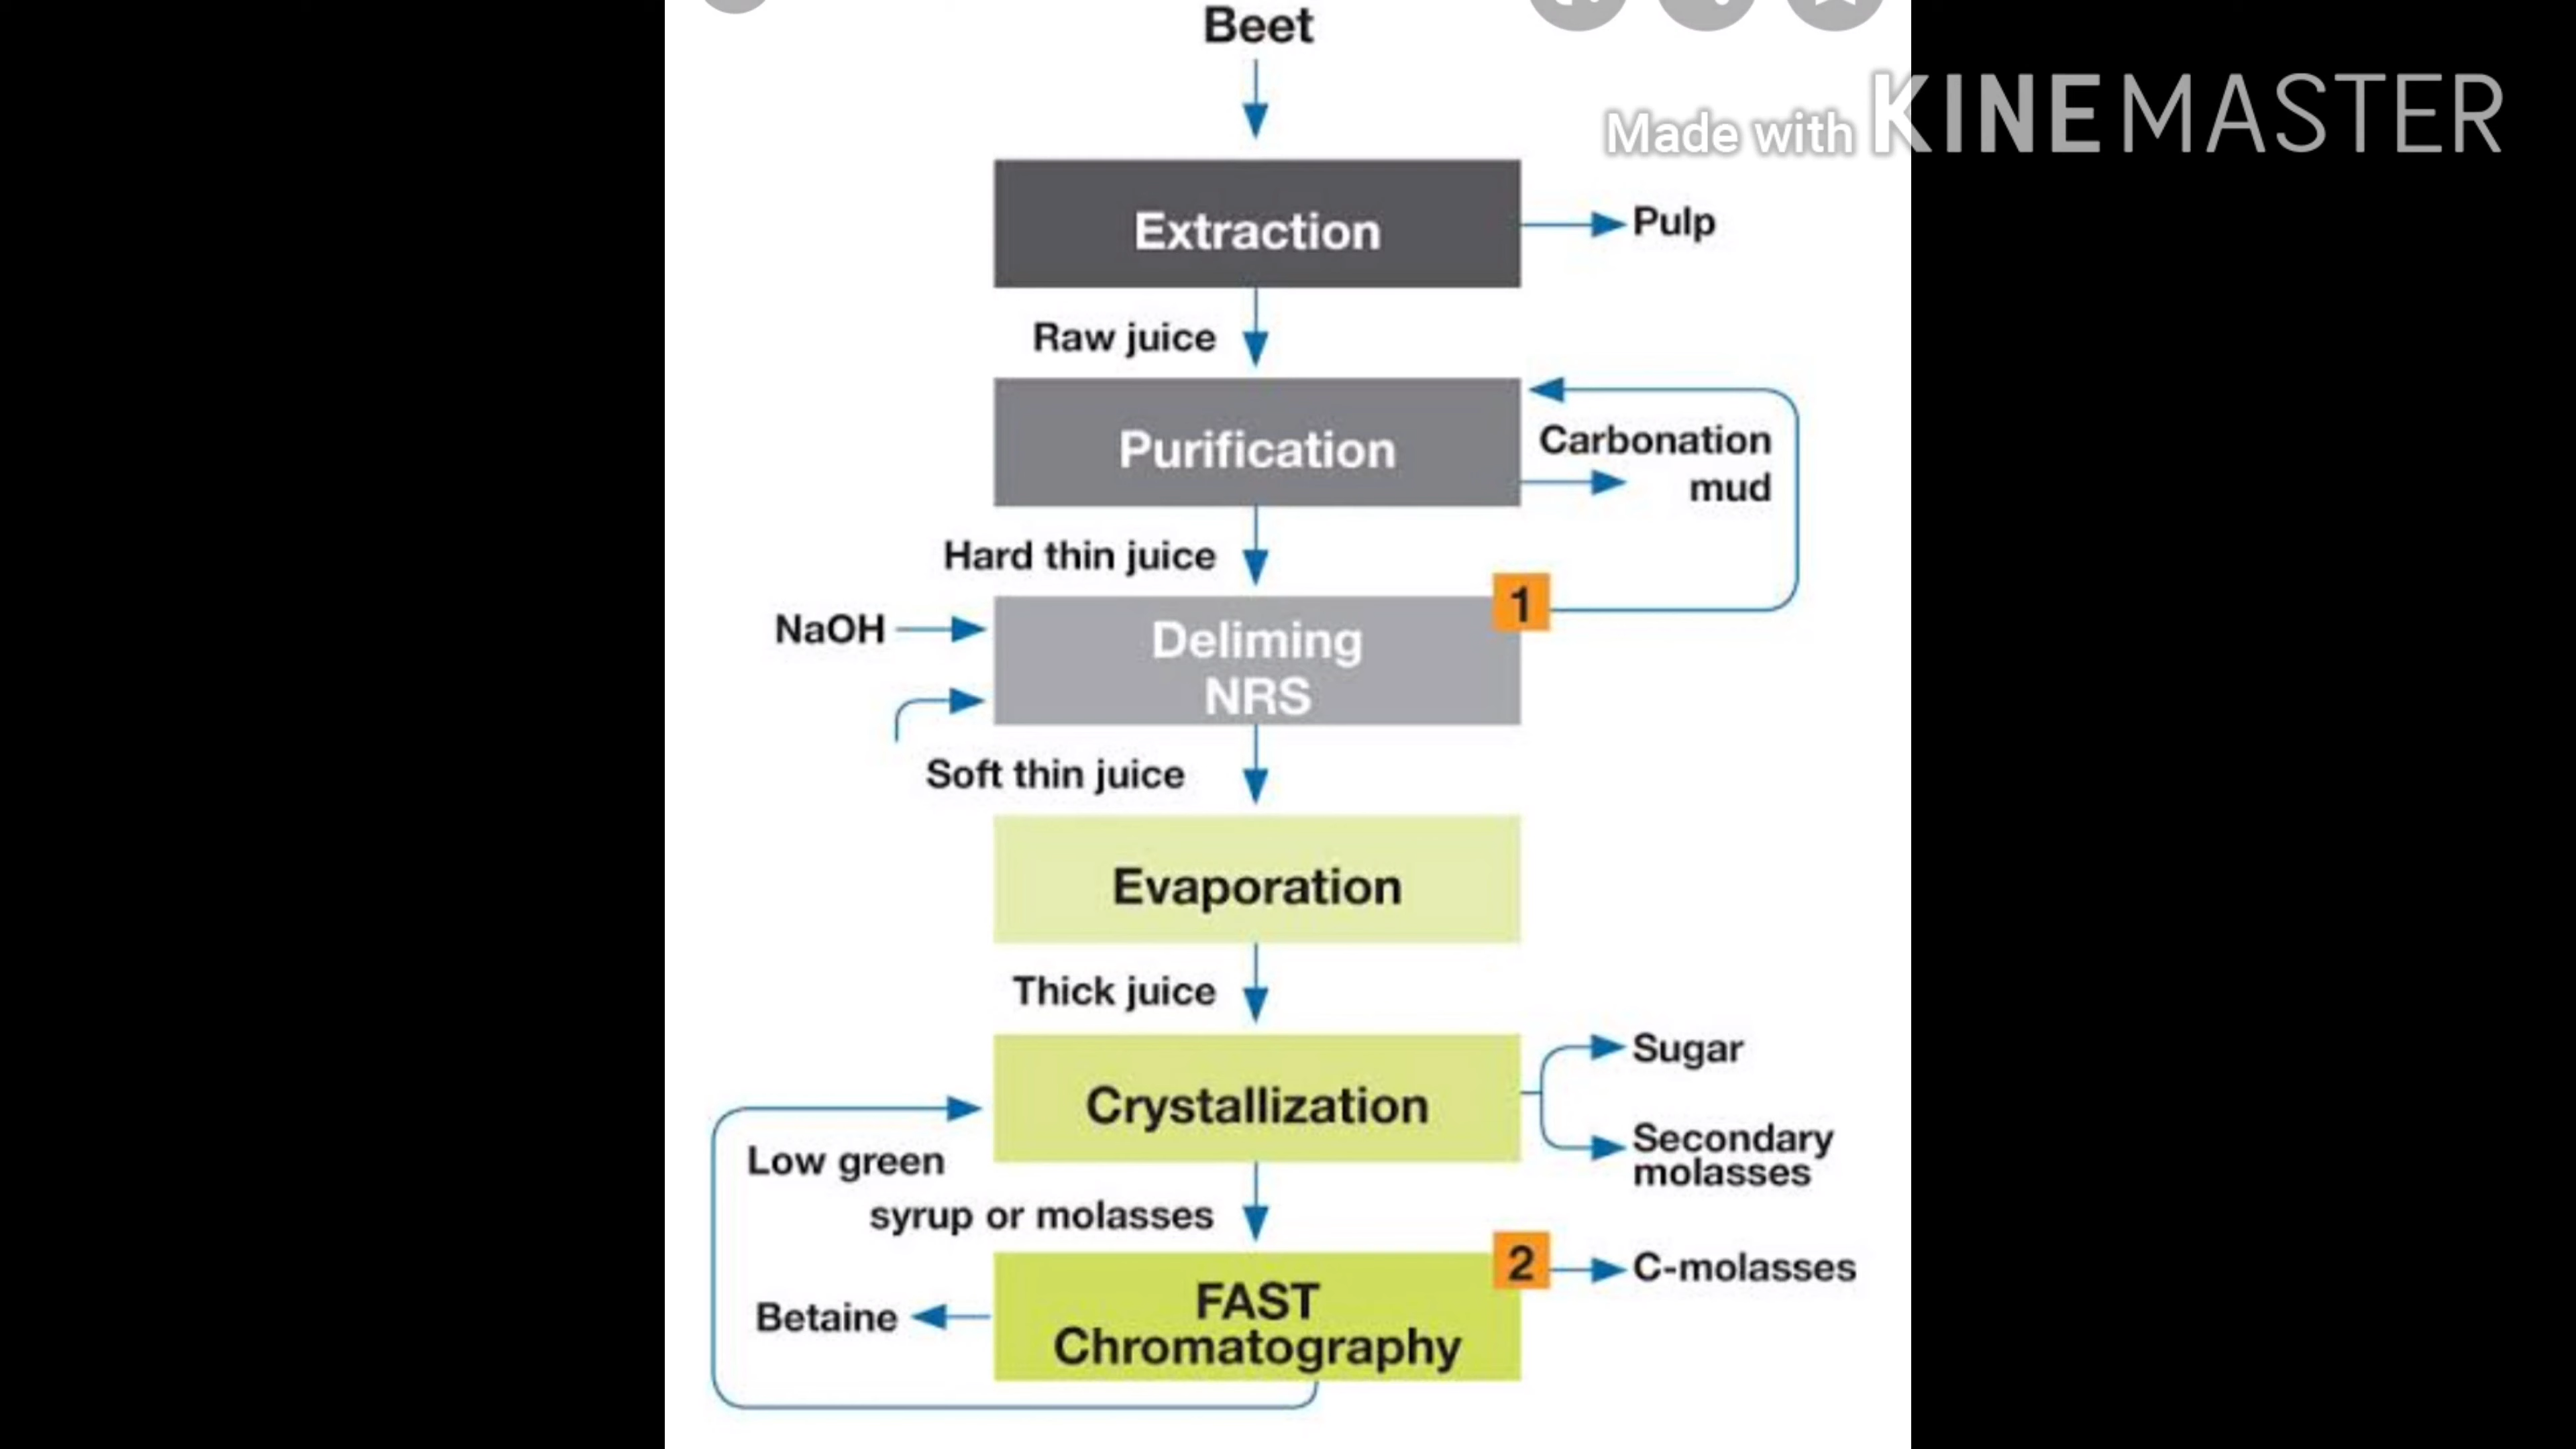 Beet
Made with KINEMASTER
Extraction
Pulp
Raw juice
Purification
Carbonation
mud
Hard thin juice
1
NaOH
Deliming
NRS
Soft thin juice
Evaporation
Thick juice
Crystallization
Sugar
Secondary
molasses
Low green
syrup or molasses
2
C-molasses
FAST
Chromatography
Betaine